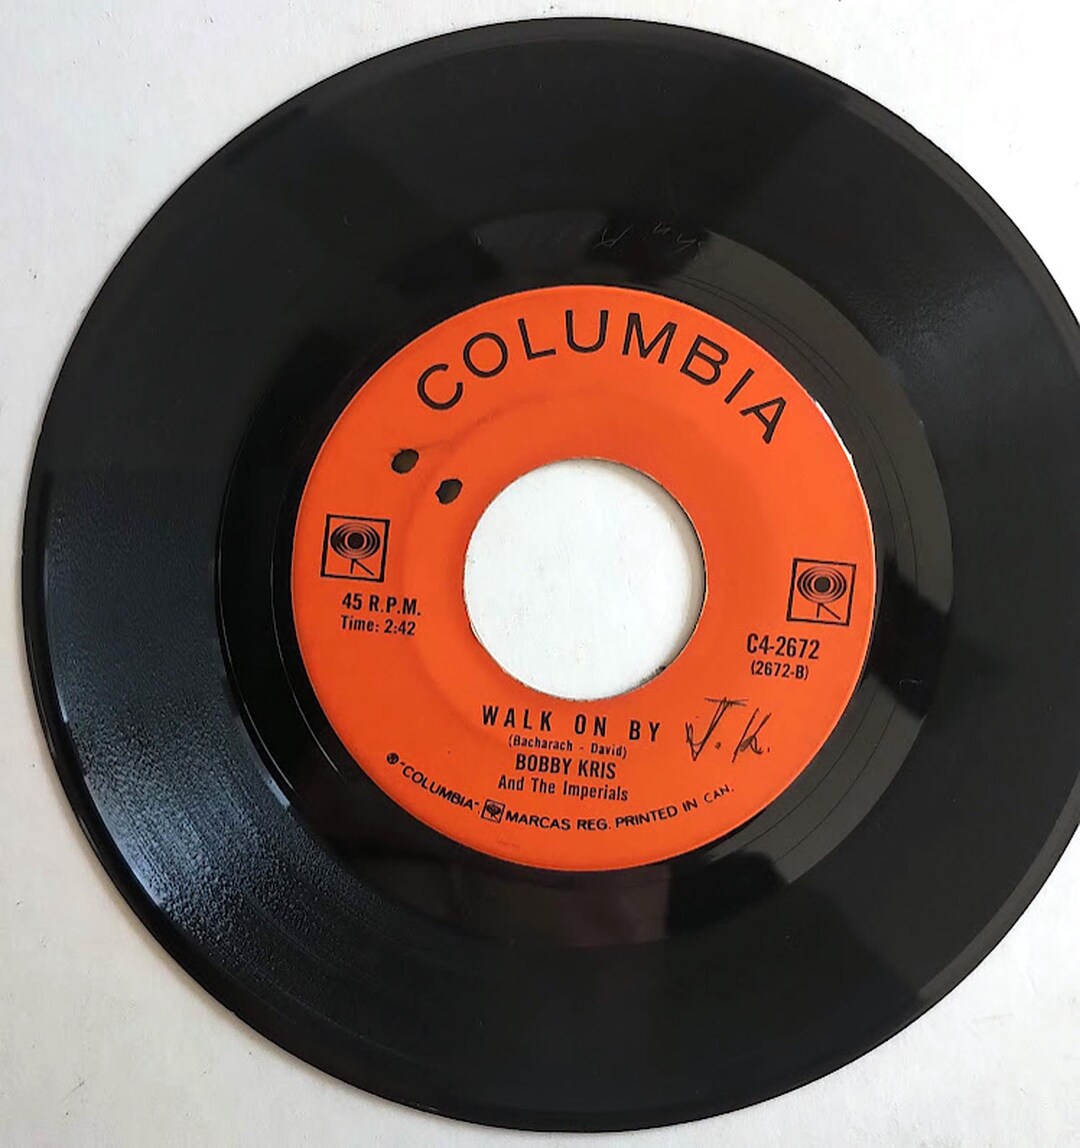 COLUMBIA
45 R.P.M.
Time: 2:42
C4-2672
(2672-B)
WALK ON BY
J.K.
(Bacharach - David)
BOBBY KRIS
And The Imperials
® "COLUMBIA", MARCAS REG. PRINTED IN CAN.